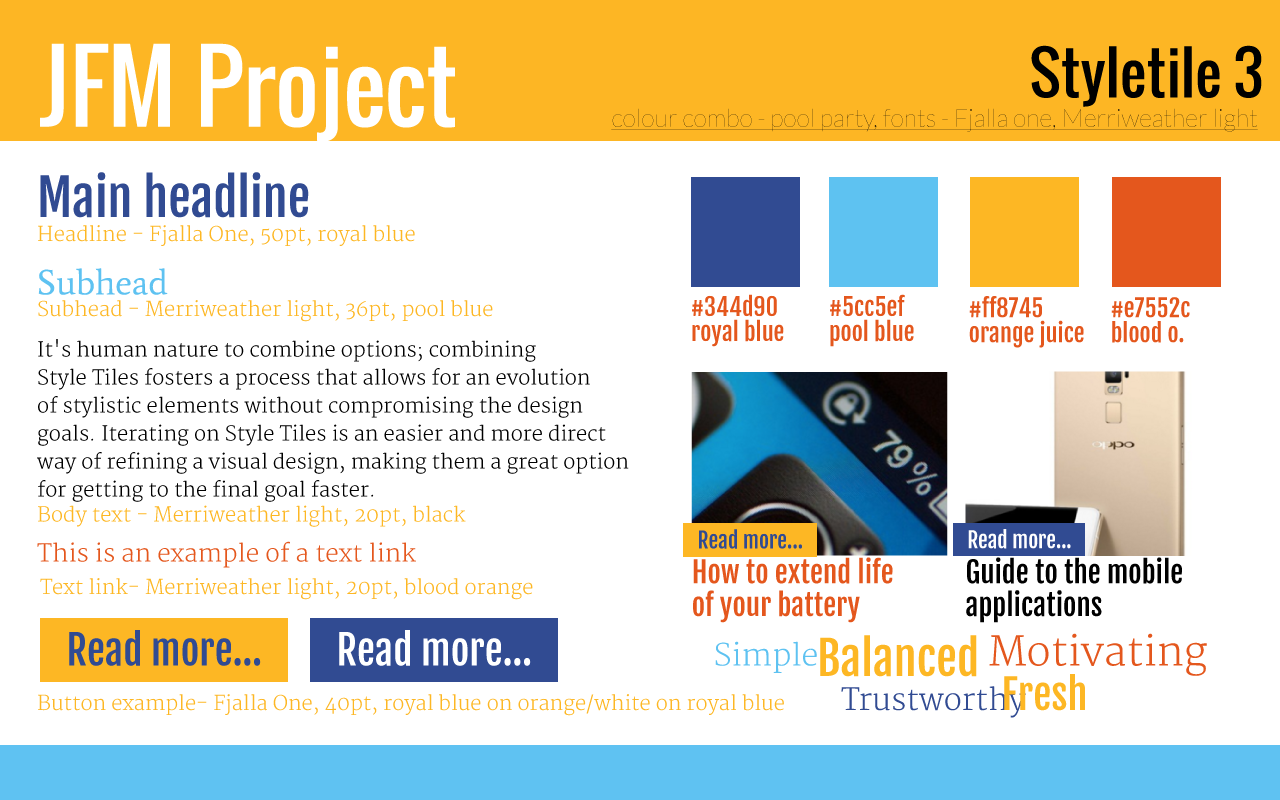 JFM Project
Styletile 3
colour combo - pool party, fonts - Fjalla one, Merriweather light
Main headline
Headline - Fjalla One, 50pt, royal blue
Subhead
Subhead - Merriweather light, 36pt, pool blue
It's human nature to combine options; combining
Style Tiles fosters a process that allows for an evolution
of stylistic elements without compromising the design
goals. Iterating on Style Tiles is an easier and more direct
way of refining a visual design, making them a great option
for getting to the final goal faster.
Body text - Merriweather light, 20pt, black
This is an example of a text link
Text link- Merriweather light, 20pt, blood orange
Read more...
Read more...
Button example- Fjalla One, 40pt, royal blue on orange/white on royal blue
#344d90
royal blue
#5cc5ef
pool blue
#ff8745
orange juice
#e7552c
blood o.
79%
oppo
Read more...
How to extend life
of your battery
Read more...
Guide to the mobile
applications
Simple
Balanced
Motivating
Trustworthy
Fresh